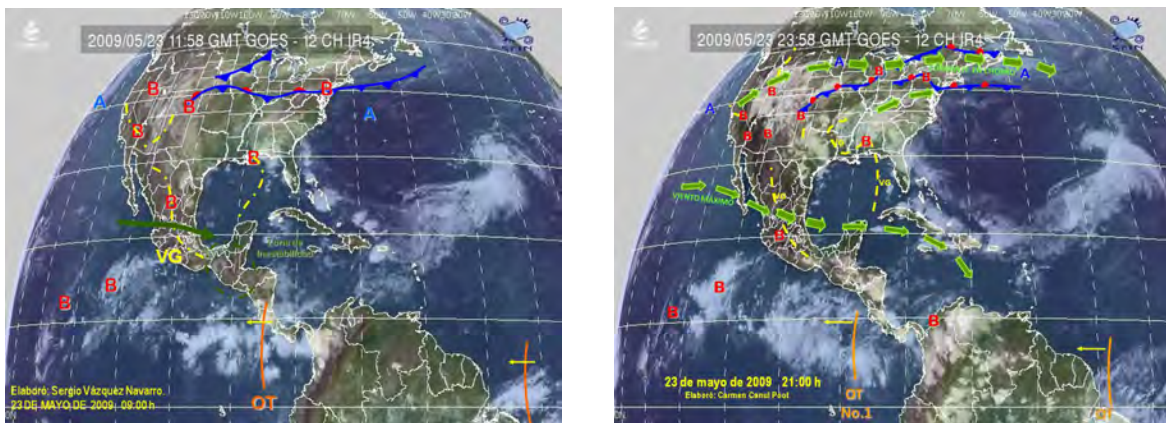 2009/05/23 11:58 GMT GOES - 12 CH IR4
A
B
B
B
B
A
B
B
B
B
B
VG
Zona de
Inestabilidad
OT
Elaboró: Sergio Vázquez Navarro.
23 DE MAYO DE 2009 09:00 h
2009/05/23 23:58 GMT GOES - 12 CH IR4
A
A
A
B
B
B
B
B
B
B
B
VIENTO MÁXIMO
VG
B
B
B
B
23 de mayo de 2009 21:00 h
Elaboró: Carmen Canul Poot
OT
No.1
OT